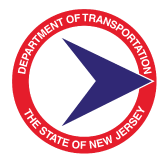 DEPARTMENT OF TRANSPORTATION
THE STATE OF NEW JERSEY